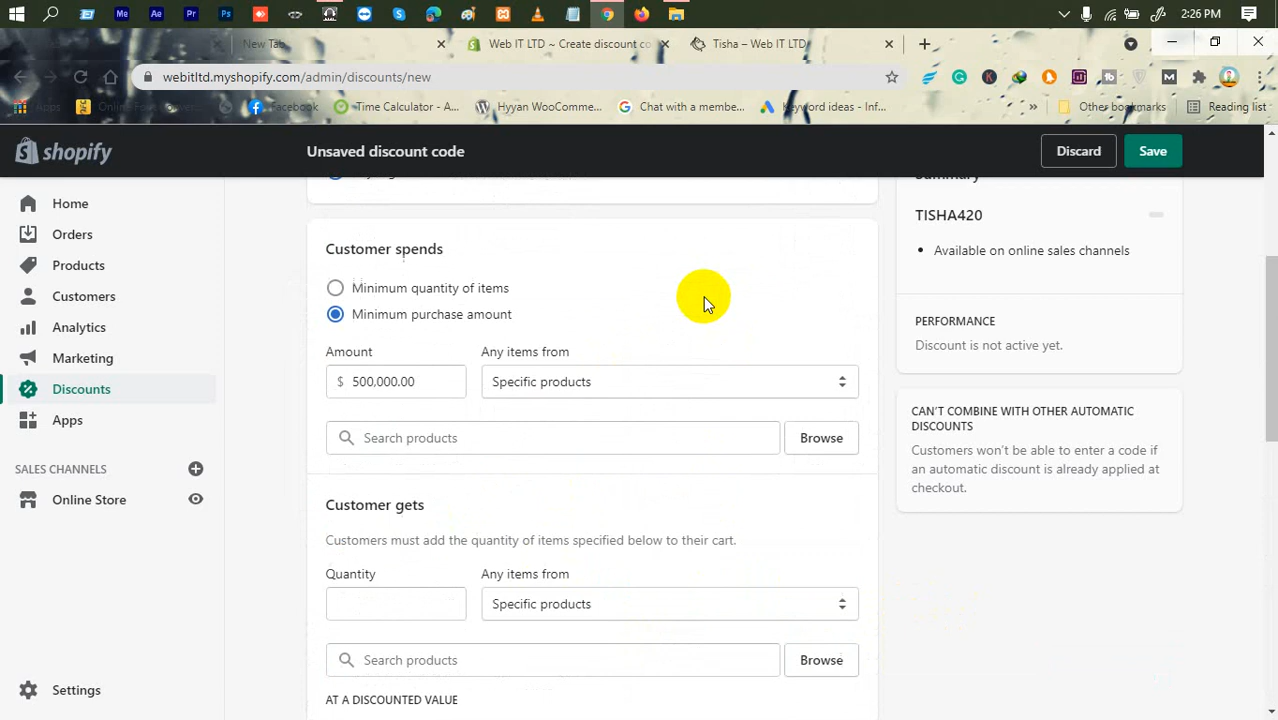 Me Ae Pr Ps
2:26 PM
New Tab
Web IT LTD ~ Create discount co
Tisha – Web IT LTD
webitltd.myshopify.com/admin/discounts/new
Apps
Facebook
Time Calculator - A...
Hyyan WooComme...
Chat with a membe...
Keyword ideas - Inf...
Other bookmarks
Reading list
shopify
Unsaved discount code
Discard
Save
Home
Orders
Products
Customers
Analytics
Marketing
Discounts
Apps
SALES CHANNELS
Online Store
Settings
Customer spends
Minimum quantity of items
Minimum purchase amount
Amount
Any items from
$ 500,000.00
Specific products
Search products
Browse
Customer gets
Customers must add the quantity of items specified below to their cart.
Quantity
Any items from
Specific products
Search products
Browse
AT A DISCOUNTED VALUE
Summary
TISHA420
• Available on online sales channels
PERFORMANCE
Discount is not active yet.
CAN'T COMBINE WITH OTHER AUTOMATIC
DISCOUNTS
Customers won't be able to enter a code if
an automatic discount is already applied at
checkout.